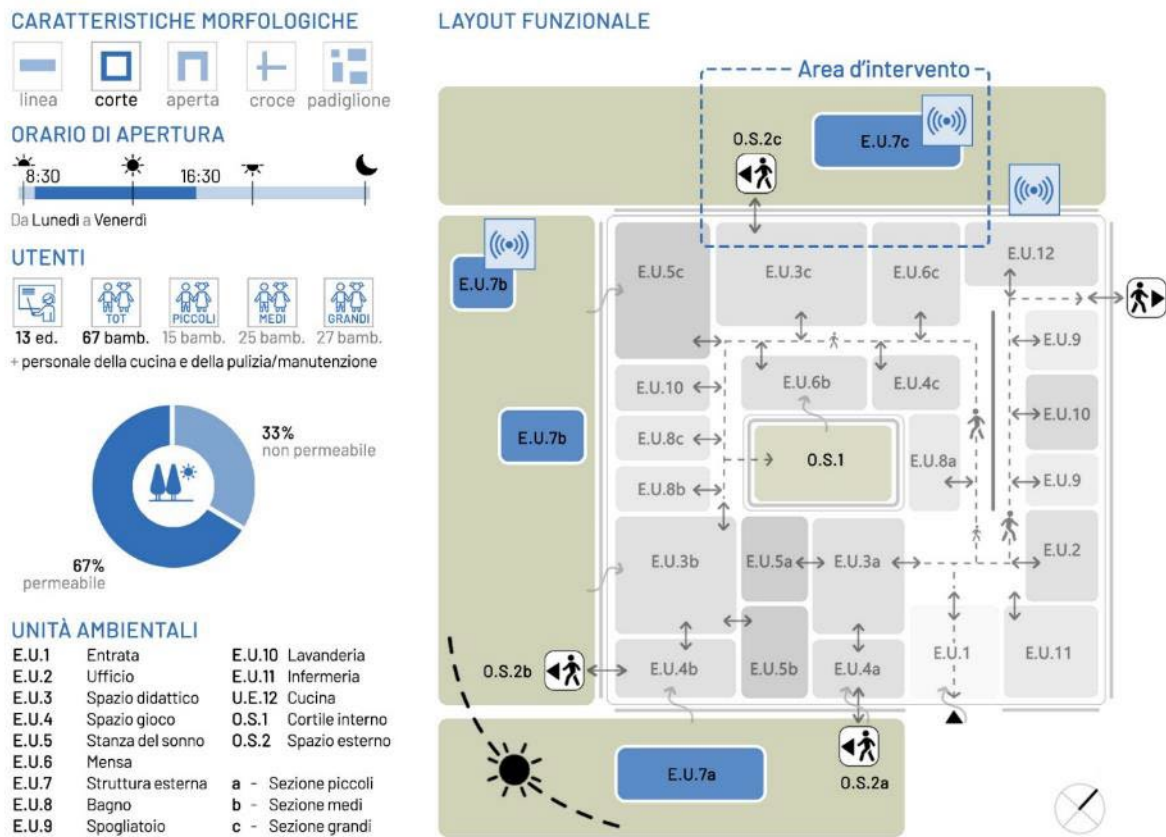 CARATTERISTICHE MORFOLOGICHE
linea corte aperta croce padiglione
ORARIO DI APERTURA
8:30 16:30
Da Lunedì a Venerdì
UTENTI
TOT PICCOLI MEDI GRANDI
13 ed. 67 bamb. 15 bamb. 25 bamb. 27 bamb.
+ personale della cucina e della pulizia/manutenzione
33%
non permeabile
67%
permeabile
UNITÀ AMBIENTALI
E.U.1 Entrata
E.U.2 Ufficio
E.U.3 Spazio didattico
E.U.4 Spazio gioco
E.U.5 Stanza del sonno
E.U.6 Mensa
E.U.7 Struttura esterna
E.U.8 Bagno
E.U.9 Spogliatoio
E.U.10 Lavanderia
E.U.11 Infermeria
U.E.12 Cucina
O.S.1 Cortile interno
O.S.2 Spazio esterno
a - Sezione piccoli
b - Sezione medi
c - Sezione grandi
LAYOUT FUNZIONALE
Area d'intervento
O.S.2c
E.U.7c
E.U.7b
E.U.5c
E.U.3c
E.U.6c
E.U.12
E.U.9
E.U.10
E.U.6b
E.U.4c
E.U.10
E.U.7b
E.U.8c
O.S.1
E.U.8a
E.U.8b
E.U.9
E.U.3b
E.U.5a
E.U.3a
E.U.2
O.S.2b
E.U.4b
E.U.5b
E.U.4a
E.U.1
E.U.11
E.U.7a
O.S.2a